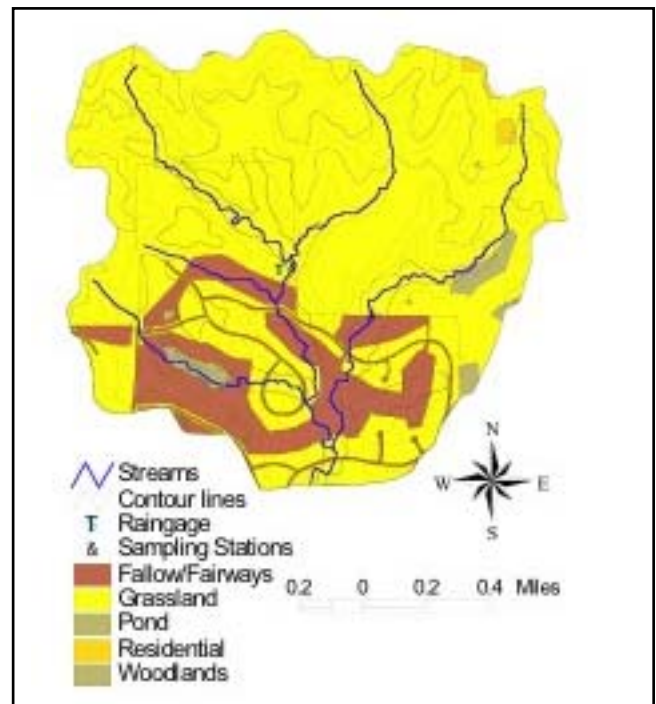 N
W E
S
Streams
Contour lines
T Raingage
& Sampling Stations
Fallow/Fairways
0.2 0 0.2 0.4 Miles
Grassland
Pond
Residential
Woodlands